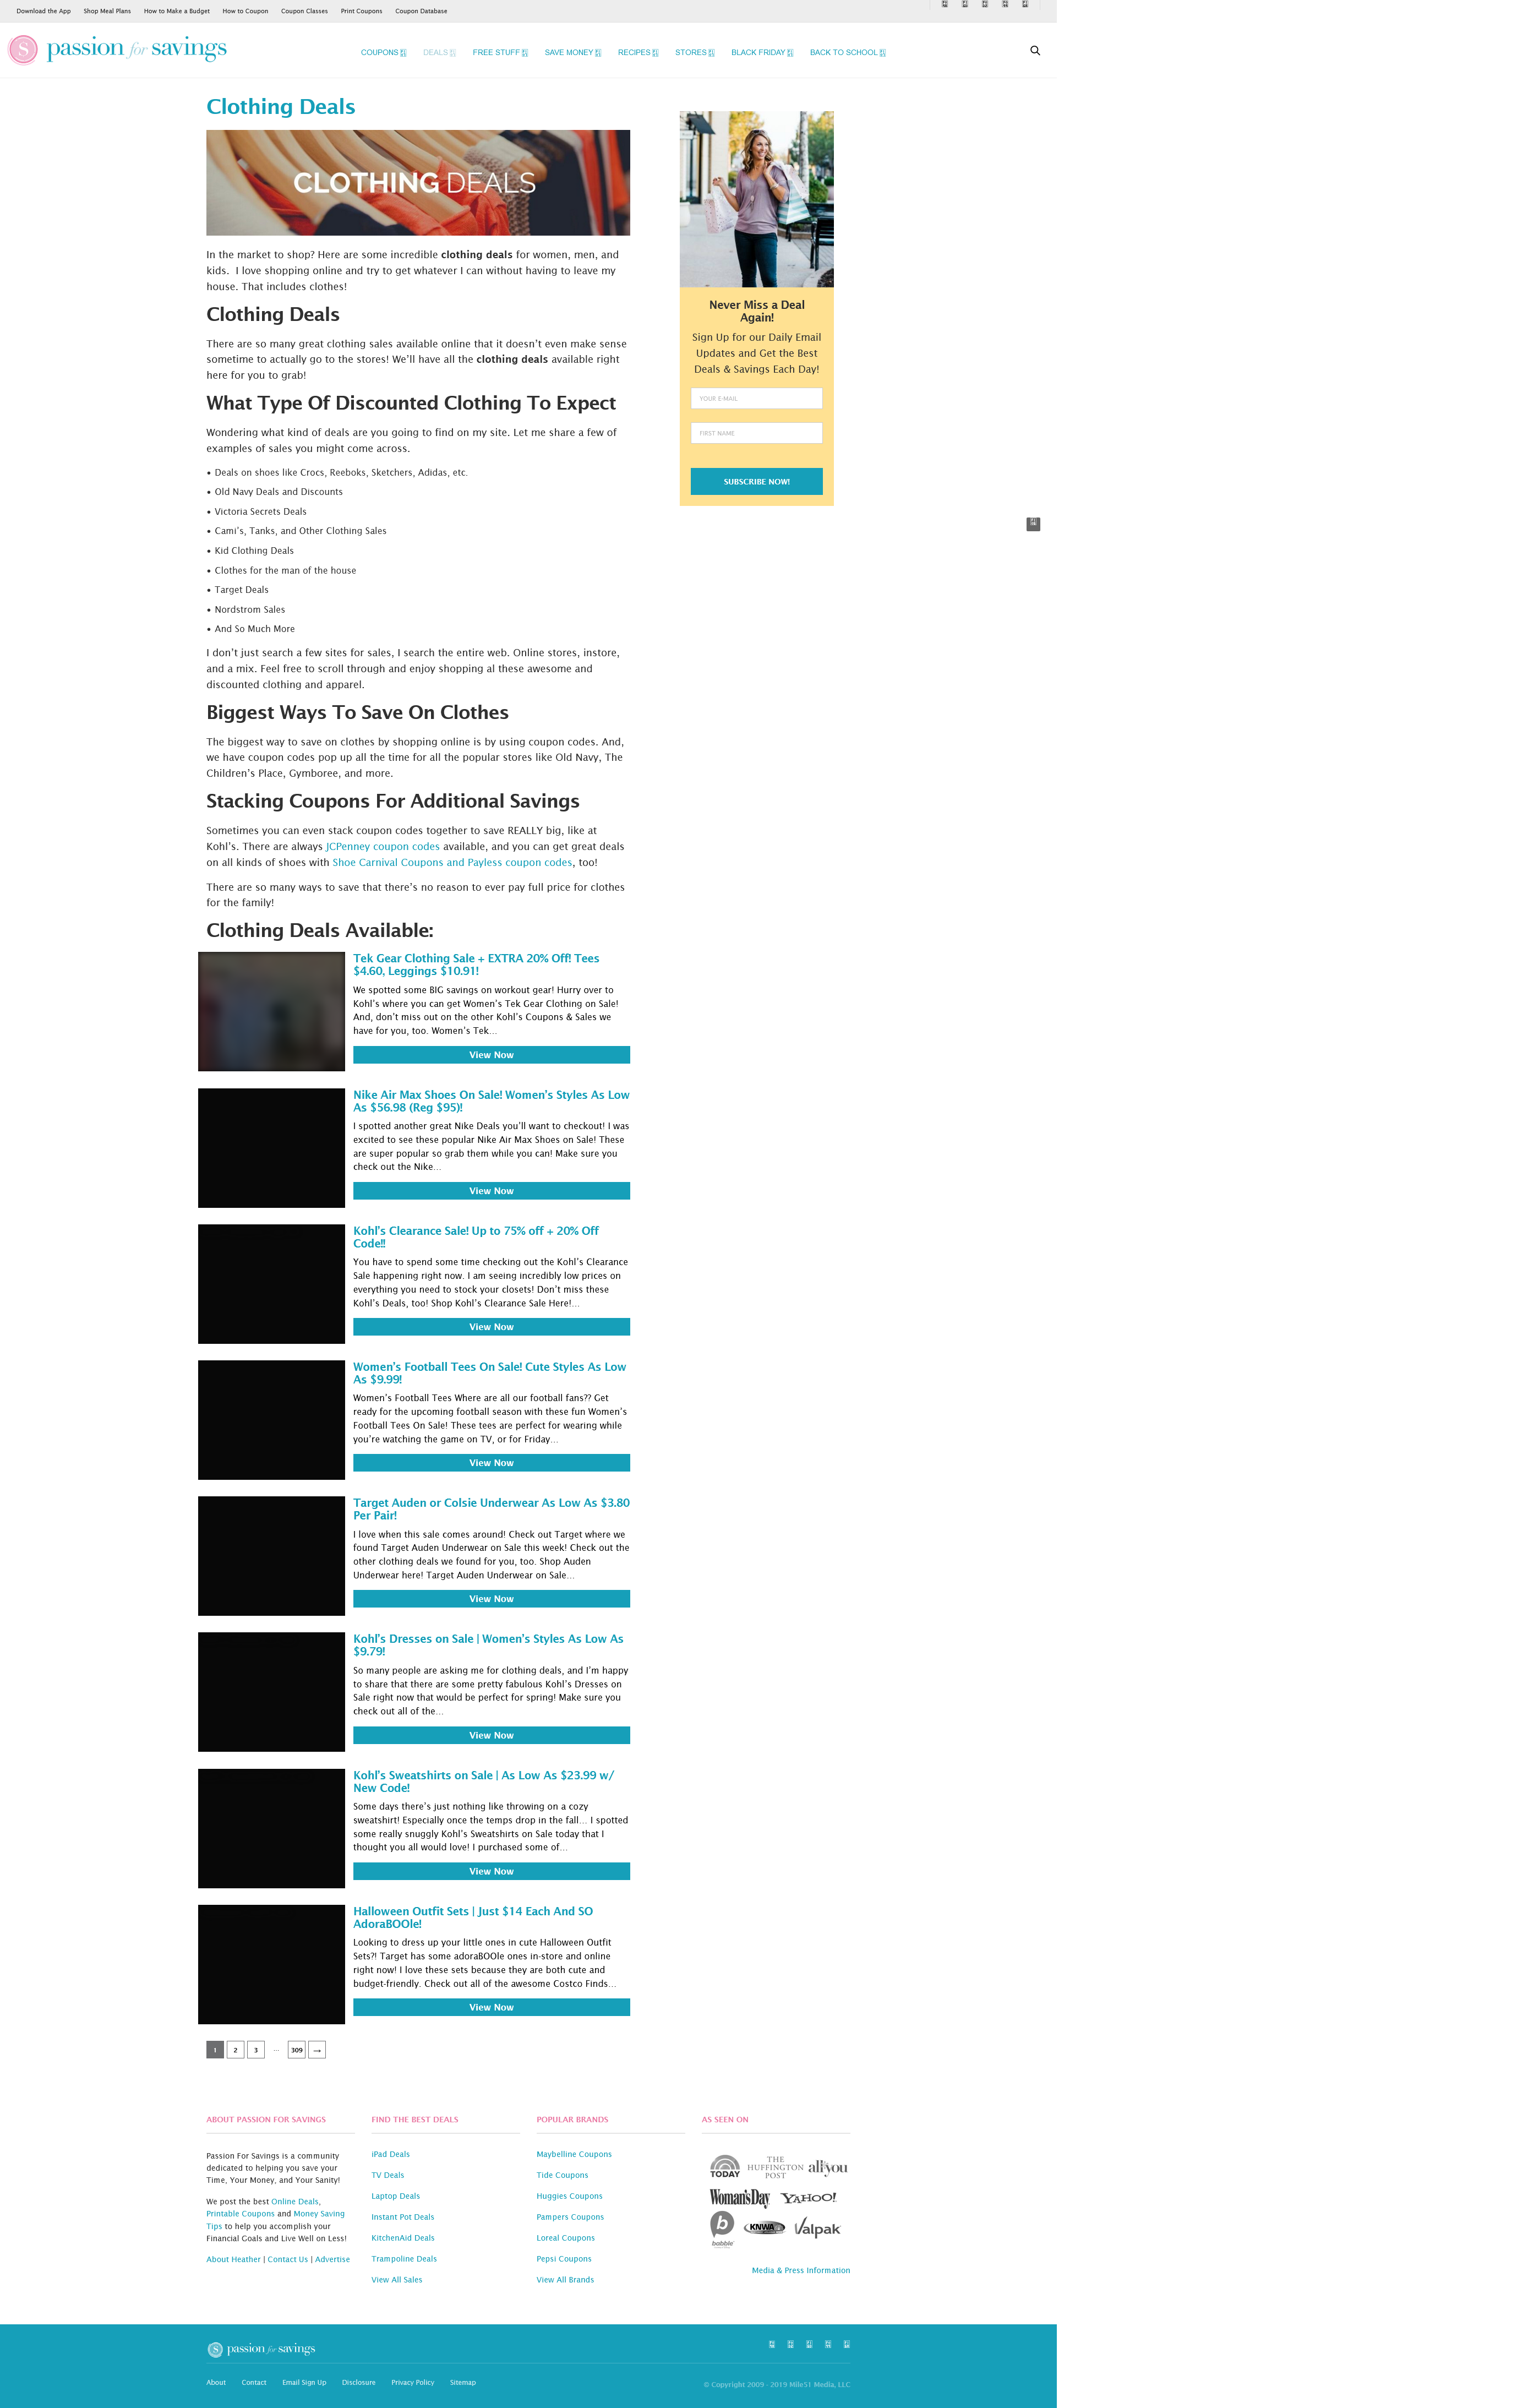 Download the App Shop Meal Plans How to Make a Budget How to Coupon Coupon Classes Print Coupons Coupon Database
S passion for savings
COUPONS DEALS FREE STUFF SAVE MONEY RECIPES STORES BLACK FRIDAY BACK TO SCHOOL
Clothing Deals
CLOTHING DEALS
In the market to shop? Here are some incredible clothing deals for women, men, and
kids.  I love shopping online and try to get whatever I can without having to leave my
house. That includes clothes!
Clothing Deals
There are so many great clothing sales available online that it doesn’t even make sense
sometime to actually go to the stores! We’ll have all the clothing deals available right
here for you to grab!
What Type Of Discounted Clothing To Expect
Wondering what kind of deals are you going to find on my site. Let me share a few of
examples of sales you might come across.
• Deals on shoes like Crocs, Reeboks, Sketchers, Adidas, etc.
• Old Navy Deals and Discounts
• Victoria Secrets Deals
• Cami’s, Tanks, and Other Clothing Sales
• Kid Clothing Deals
• Clothes for the man of the house
• Target Deals
• Nordstrom Sales
• And So Much More
I don’t just search a few sites for sales, I search the entire web. Online stores, instore,
and a mix. Feel free to scroll through and enjoy shopping al these awesome and
discounted clothing and apparel.
Biggest Ways To Save On Clothes
The biggest way to save on clothes by shopping online is by using coupon codes. And,
we have coupon codes pop up all the time for all the popular stores like Old Navy, The
Children’s Place, Gymboree, and more.
Stacking Coupons For Additional Savings
Sometimes you can even stack coupon codes together to save REALLY big, like at
Kohl’s. There are always JCPenney coupon codes available, and you can get great deals
on all kinds of shoes with Shoe Carnival Coupons and Payless coupon codes, too!
There are so many ways to save that there’s no reason to ever pay full price for clothes
for the family!
Clothing Deals Available:
Tek Gear Clothing Sale + EXTRA 20% Off! Tees
$4.60, Leggings $10.91!
We spotted some BIG savings on workout gear! Hurry over to
Kohl’s where you can get Women’s Tek Gear Clothing on Sale!
And, don’t miss out on the other Kohl’s Coupons & Sales we
have for you, too. Women’s Tek...
View Now
Nike Air Max Shoes On Sale! Women’s Styles As Low
As $56.98 (Reg $95)!
I spotted another great Nike Deals you’ll want to checkout! I was
excited to see these popular Nike Air Max Shoes on Sale! These
are super popular so grab them while you can! Make sure you
check out the Nike...
View Now
Kohl’s Clearance Sale! Up to 75% off + 20% Off
Code!!
You have to spend some time checking out the Kohl’s Clearance
Sale happening right now. I am seeing incredibly low prices on
everything you need to stock your closets! Don’t miss these
Kohl’s Deals, too! Shop Kohl’s Clearance Sale Here!...
View Now
Women’s Football Tees On Sale! Cute Styles As Low
As $9.99!
Women’s Football Tees Where are all our football fans?? Get
ready for the upcoming football season with these fun Women’s
Football Tees On Sale! These tees are perfect for wearing while
you’re watching the game on TV, or for Friday...
View Now
Target Auden or Colsie Underwear As Low As $3.80
Per Pair!
I love when this sale comes around! Check out Target where we
found Target Auden Underwear on Sale this week! Check out the
other clothing deals we found for you, too. Shop Auden
Underwear here! Target Auden Underwear on Sale...
View Now
Kohl’s Dresses on Sale | Women’s Styles As Low As
$9.79!
So many people are asking me for clothing deals, and I’m happy
to share that there are some pretty fabulous Kohl’s Dresses on
Sale right now that would be perfect for spring! Make sure you
check out all of the...
View Now
Kohl’s Sweatshirts on Sale | As Low As $23.99 w/
New Code!
Some days there’s just nothing like throwing on a cozy
sweatshirt! Especially once the temps drop in the fall… I spotted
some really snuggly Kohl’s Sweatshirts on Sale today that I
thought you all would love! I purchased some of...
View Now
Halloween Outfit Sets | Just $14 Each And SO
AdoraBOOle!
Looking to dress up your little ones in cute Halloween Outfit
Sets?! Target has some adoraBOOle ones in-store and online
right now! I love these sets because they are both cute and
budget-friendly. Check out all of the awesome Costco Finds...
View Now
1 2 3 … 309 →
Never Miss a Deal
Again!
Sign Up for our Daily Email
Updates and Get the Best
Deals & Savings Each Day!
YOUR E-MAIL
FIRST NAME
SUBSCRIBE NOW!
ABOUT PASSION FOR SAVINGS
Passion For Savings is a community
dedicated to helping you save your
Time, Your Money, and Your Sanity!
We post the best Online Deals,
Printable Coupons and Money Saving
Tips to help you accomplish your
Financial Goals and Live Well on Less!
About Heather | Contact Us | Advertise
FIND THE BEST DEALS
iPad Deals
TV Deals
Laptop Deals
Instant Pot Deals
KitchenAid Deals
Trampoline Deals
View All Sales
POPULAR BRANDS
Maybelline Coupons
Tide Coupons
Huggies Coupons
Pampers Coupons
Loreal Coupons
Pepsi Coupons
View All Brands
AS SEEN ON
TODAY
THE
HUFFINGTON
POST
all you
Woman'sDay YAHOO!
b
babble
KNWA
Valpak
Media & Press Information
S passion for savings
About Contact Email Sign Up Disclosure Privacy Policy Sitemap
© Copyright 2009 - 2019 Mile51 Media, LLC